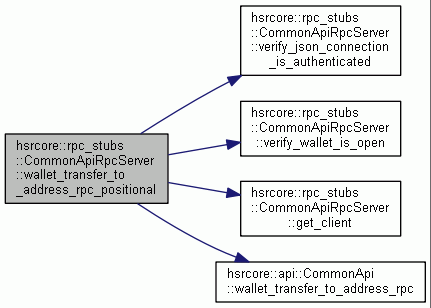 hsrcore::rpc_stubs
::CommonApiRpcServer
::wallet_transfer_to
_address_rpc_positional
hsrcore::rpc_stubs
::CommonApiRpcServer
::verify_json_connection
_is_authenticated
hsrcore::rpc_stubs
::CommonApiRpcServer
::verify_wallet_is_open
hsrcore::rpc_stubs
::CommonApiRpcServer
::get_client
hsrcore::api::CommonApi
::wallet_transfer_to_address_rpc